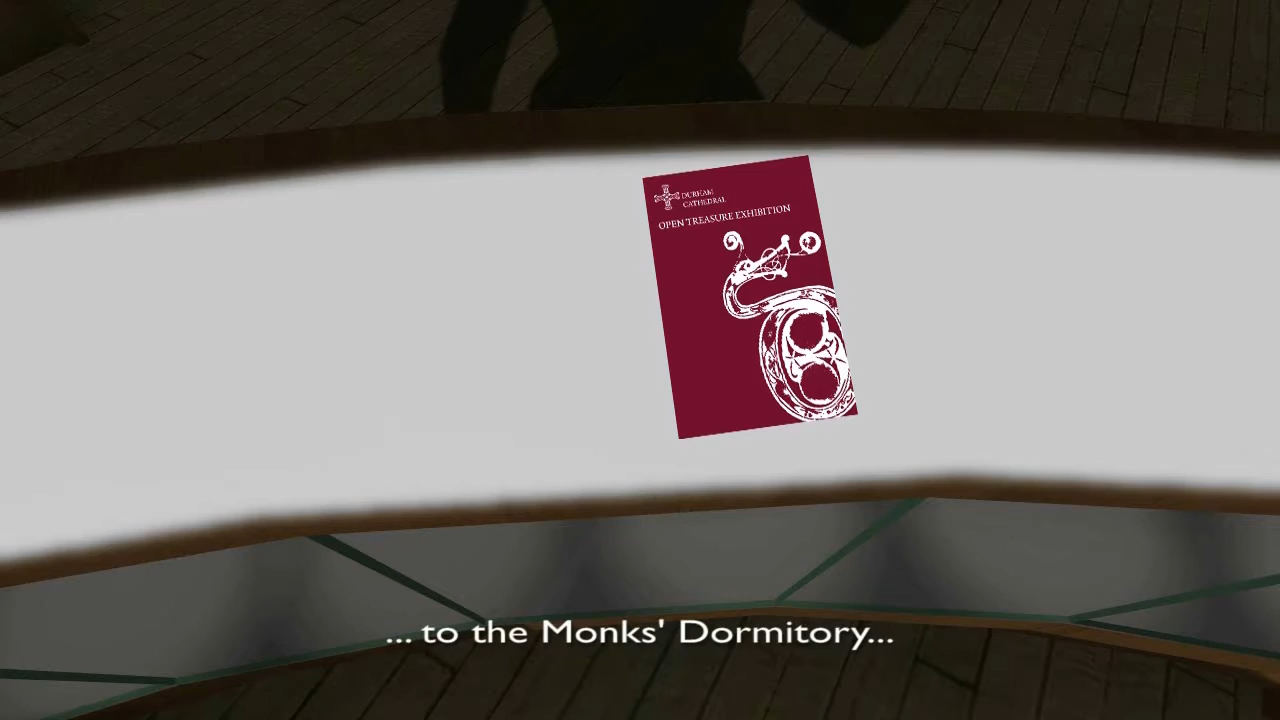 DURHAM
CATHEDRAL
OPEN TREASURE EXHIBITION
... to the Monks' Dormitory...